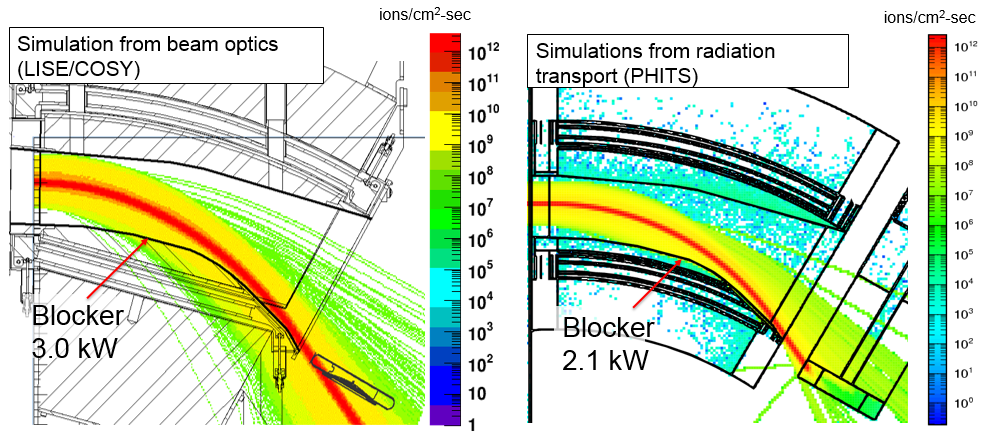 ions/cm²-sec
Simulation from beam optics
(LISE/COSY)
10¹²
10¹¹
10¹⁰
10⁹
10⁸
10⁷
10⁶
10⁵
10⁴
10³
10²
10
1
Blocker
3.0 kW
ions/cm²-sec
Simulations from radiation
transport (PHITS)
10¹²
10¹¹
10¹⁰
10⁹
10⁸
10⁷
10⁶
10⁵
10⁴
10³
10²
10¹
10⁰
Blocker
2.1 kW